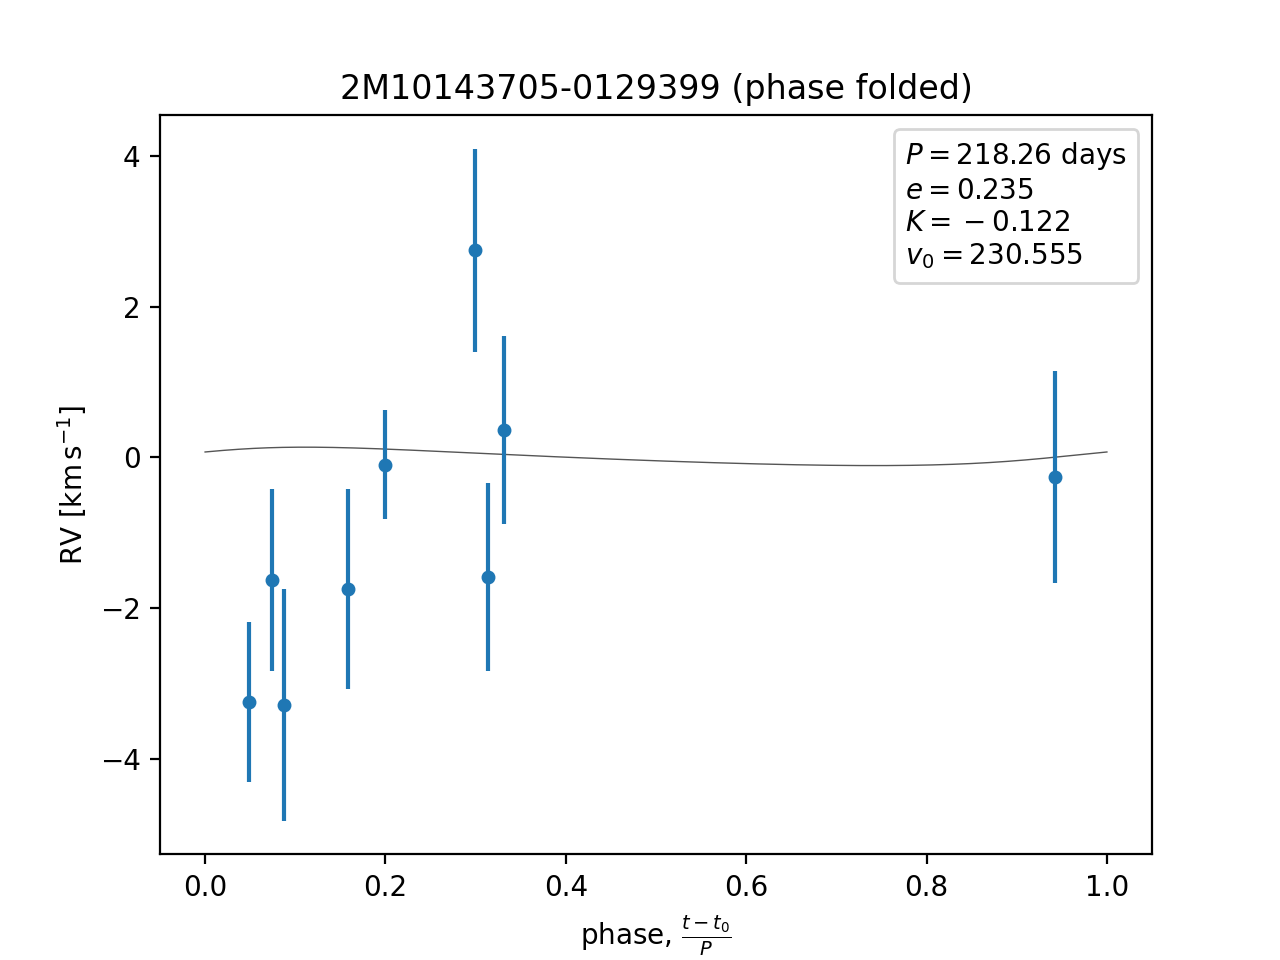 2M10143705-0129399 (phase folded)
P = 218.26 days
e = 0.235
K = −0.122
v₀ = 230.555
4
2
0
−2
−4
RV [km s⁻¹]
0.0 0.2 0.4 0.6 0.8 1.0
phase, (t − t₀)/P